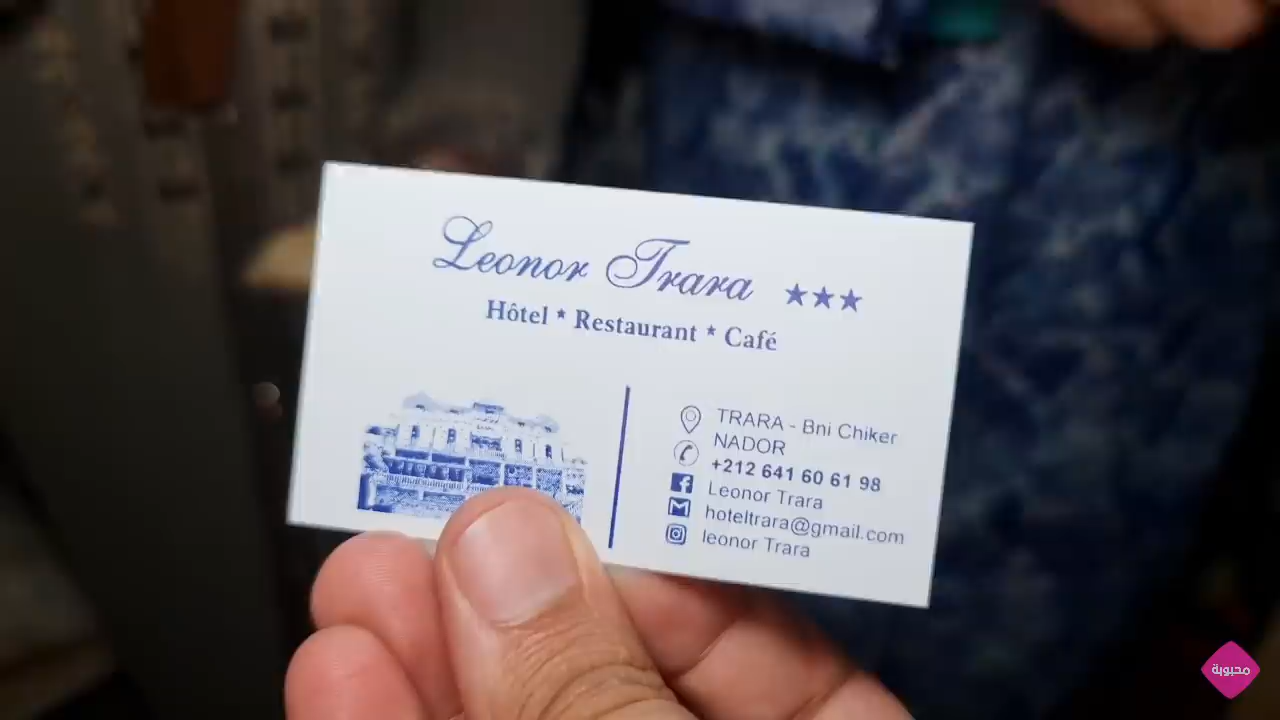 Leonor Trara ★★★
Hôtel * Restaurant * Café
TRARA - Bni Chiker
NADOR
+212 641 60 61 98
Leonor Trara
hoteltrara@gmail.com
leonor Trara
محبوبة